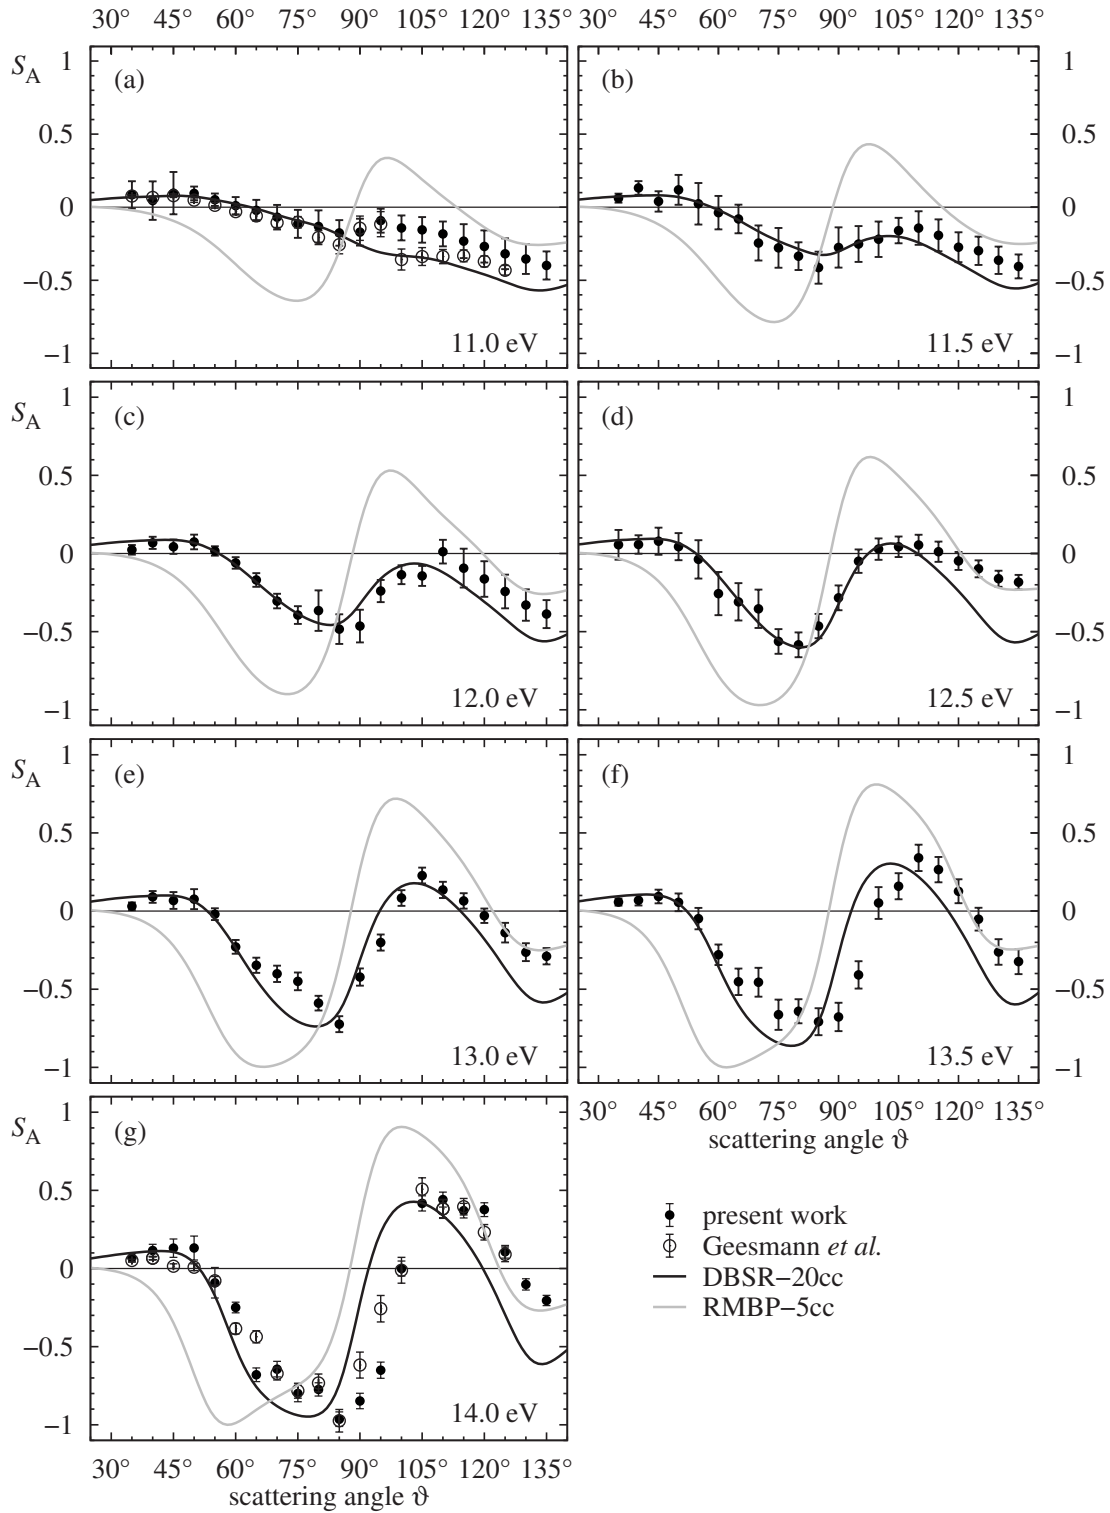 30° 45° 60° 75° 90° 105° 120° 135° 30° 45° 60° 75° 90° 105° 120° 135°
S_A 1 (a) (b) 1
0.5 0.5
0 0
−0.5 −0.5
11.0 eV 11.5 eV
−1 −1
S_A 1 (c) (d) 1
0.5 0.5
0 0
−0.5 −0.5
12.0 eV 12.5 eV
−1 −1
S_A 1 (e) (f) 1
0.5 0.5
0 0
−0.5 −0.5
13.0 eV 13.5 eV
−1 −1
30° 45° 60° 75° 90° 105° 120° 135°
scattering angle ϑ
S_A 1 (g)
0.5
0
−0.5
14.0 eV
−1
30° 45° 60° 75° 90° 105° 120° 135°
scattering angle ϑ
present work
Geesmann et al.
DBSR−20cc
RMBP−5cc